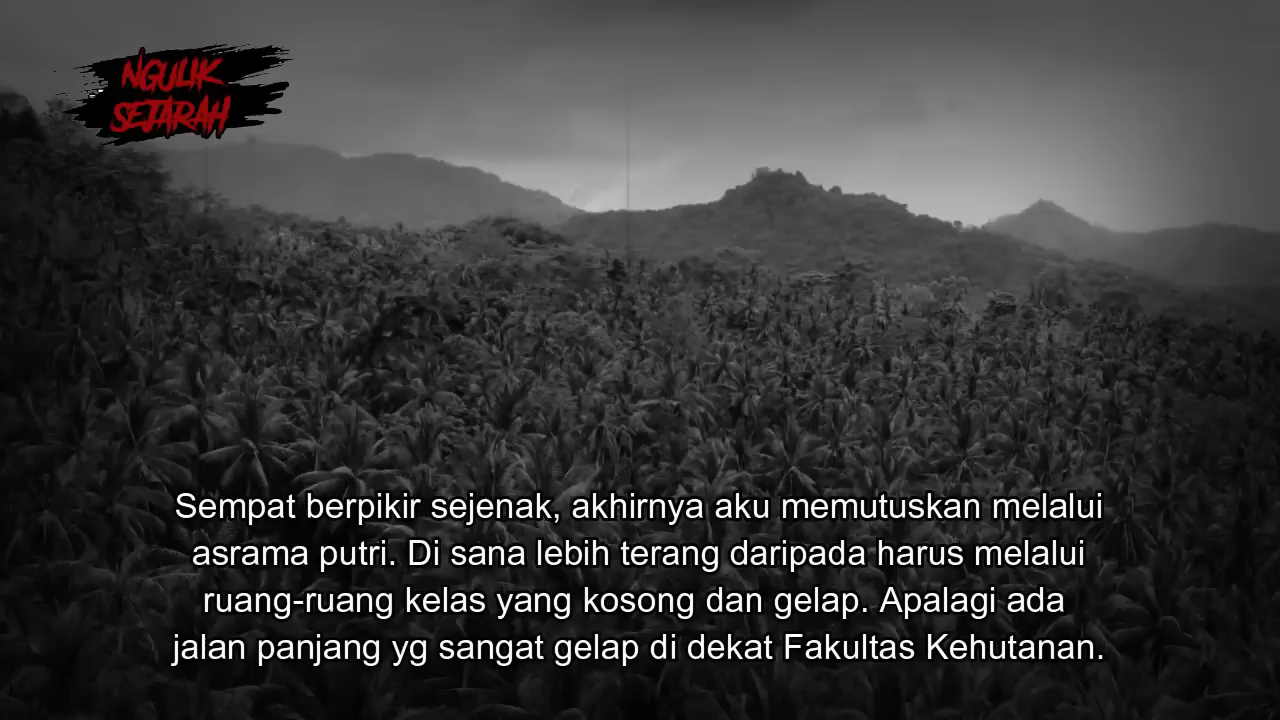 NGULIK
SEJARAH
Sempat berpikir sejenak, akhirnya aku memutuskan melalui
asrama putri. Di sana lebih terang daripada harus melalui
ruang-ruang kelas yang kosong dan gelap. Apalagi ada
jalan panjang yg sangat gelap di dekat Fakultas Kehutanan.